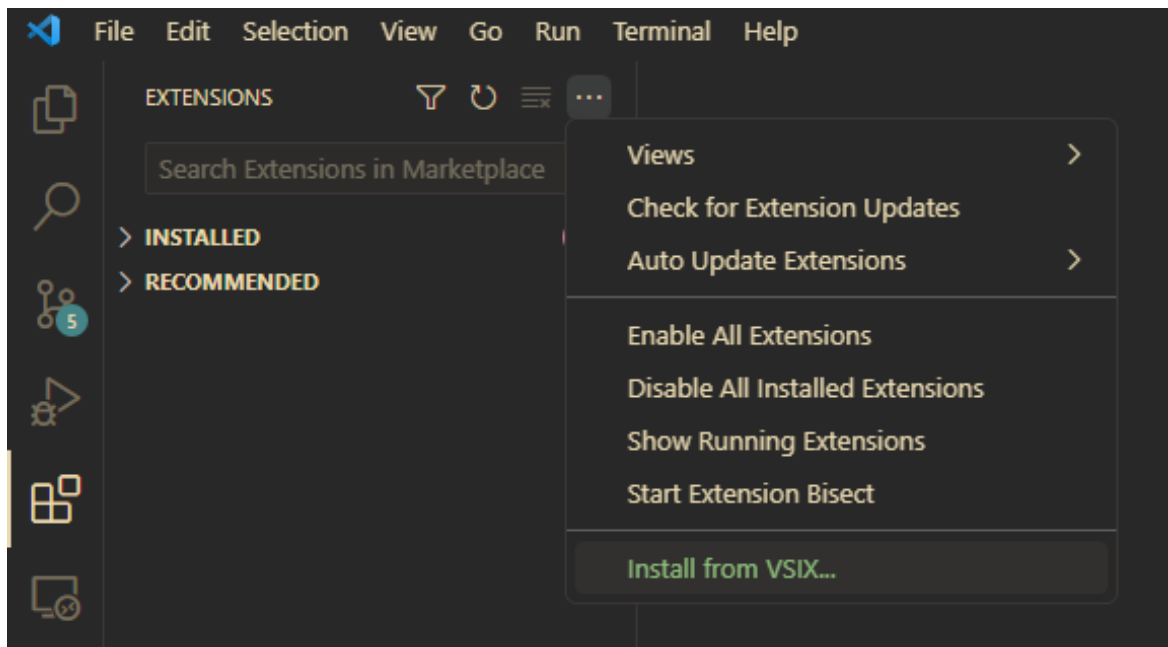 File Edit Selection View Go Run Terminal Help
EXTENSIONS
Search Extensions in Marketplace
INSTALLED
RECOMMENDED
5
Views
Check for Extension Updates
Auto Update Extensions
Enable All Extensions
Disable All Installed Extensions
Show Running Extensions
Start Extension Bisect
Install from VSIX...